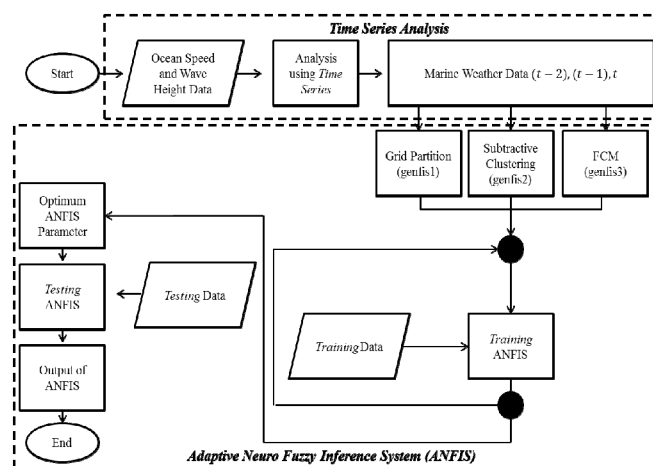 Time Series Analysis
Start
Ocean Speed
and Wave
Height Data
Analysis
using Time
Series
Marine Weather Data (t − 2), (t − 1), t
Grid Partition
(genfis1)
Subtractive
Clustering
(genfis2)
FCM
(genfis3)
Optimum
ANFIS
Parameter
Testing
ANFIS
Testing Data
Training Data
Training
ANFIS
Output of
ANFIS
End
Adaptive Neuro Fuzzy Inference System (ANFIS)